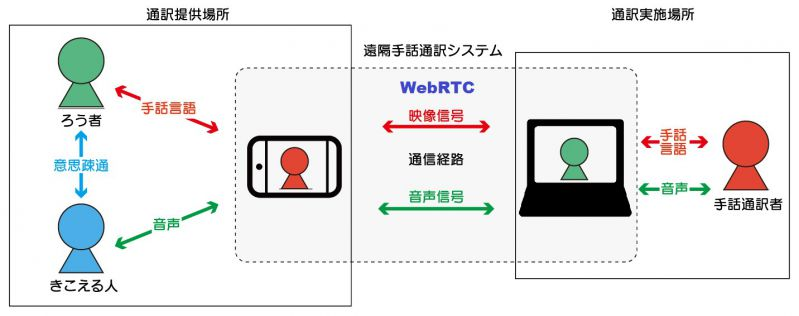 通訳提供場所
通訳実施場所
遠隔手話通訳システム
WebRTC
ろう者
手話言語
意思疎通
音声
きこえる人
映像信号
通信経路
音声信号
手話
言語
音声
手話通訳者